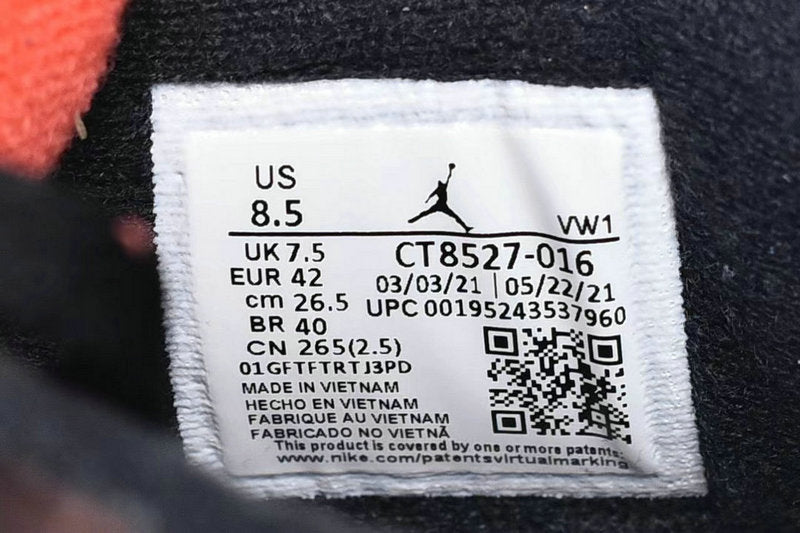 US
8.5
VW1
UK 7.5
CT8527-016
EUR 42
03/03/21 | 05/22/21
cm 26.5
UPC 00195243537960
BR 40
CN 265(2.5)
01GFTFTRTJ3PD
MADE IN VIETNAM
HECHO EN VIETNAM
FABRIQUE AU VIETNAM
FABRICADO NO VIETNÃ
This product is covered by one or more patents:
www.nike.com/patentsvirtualmarking